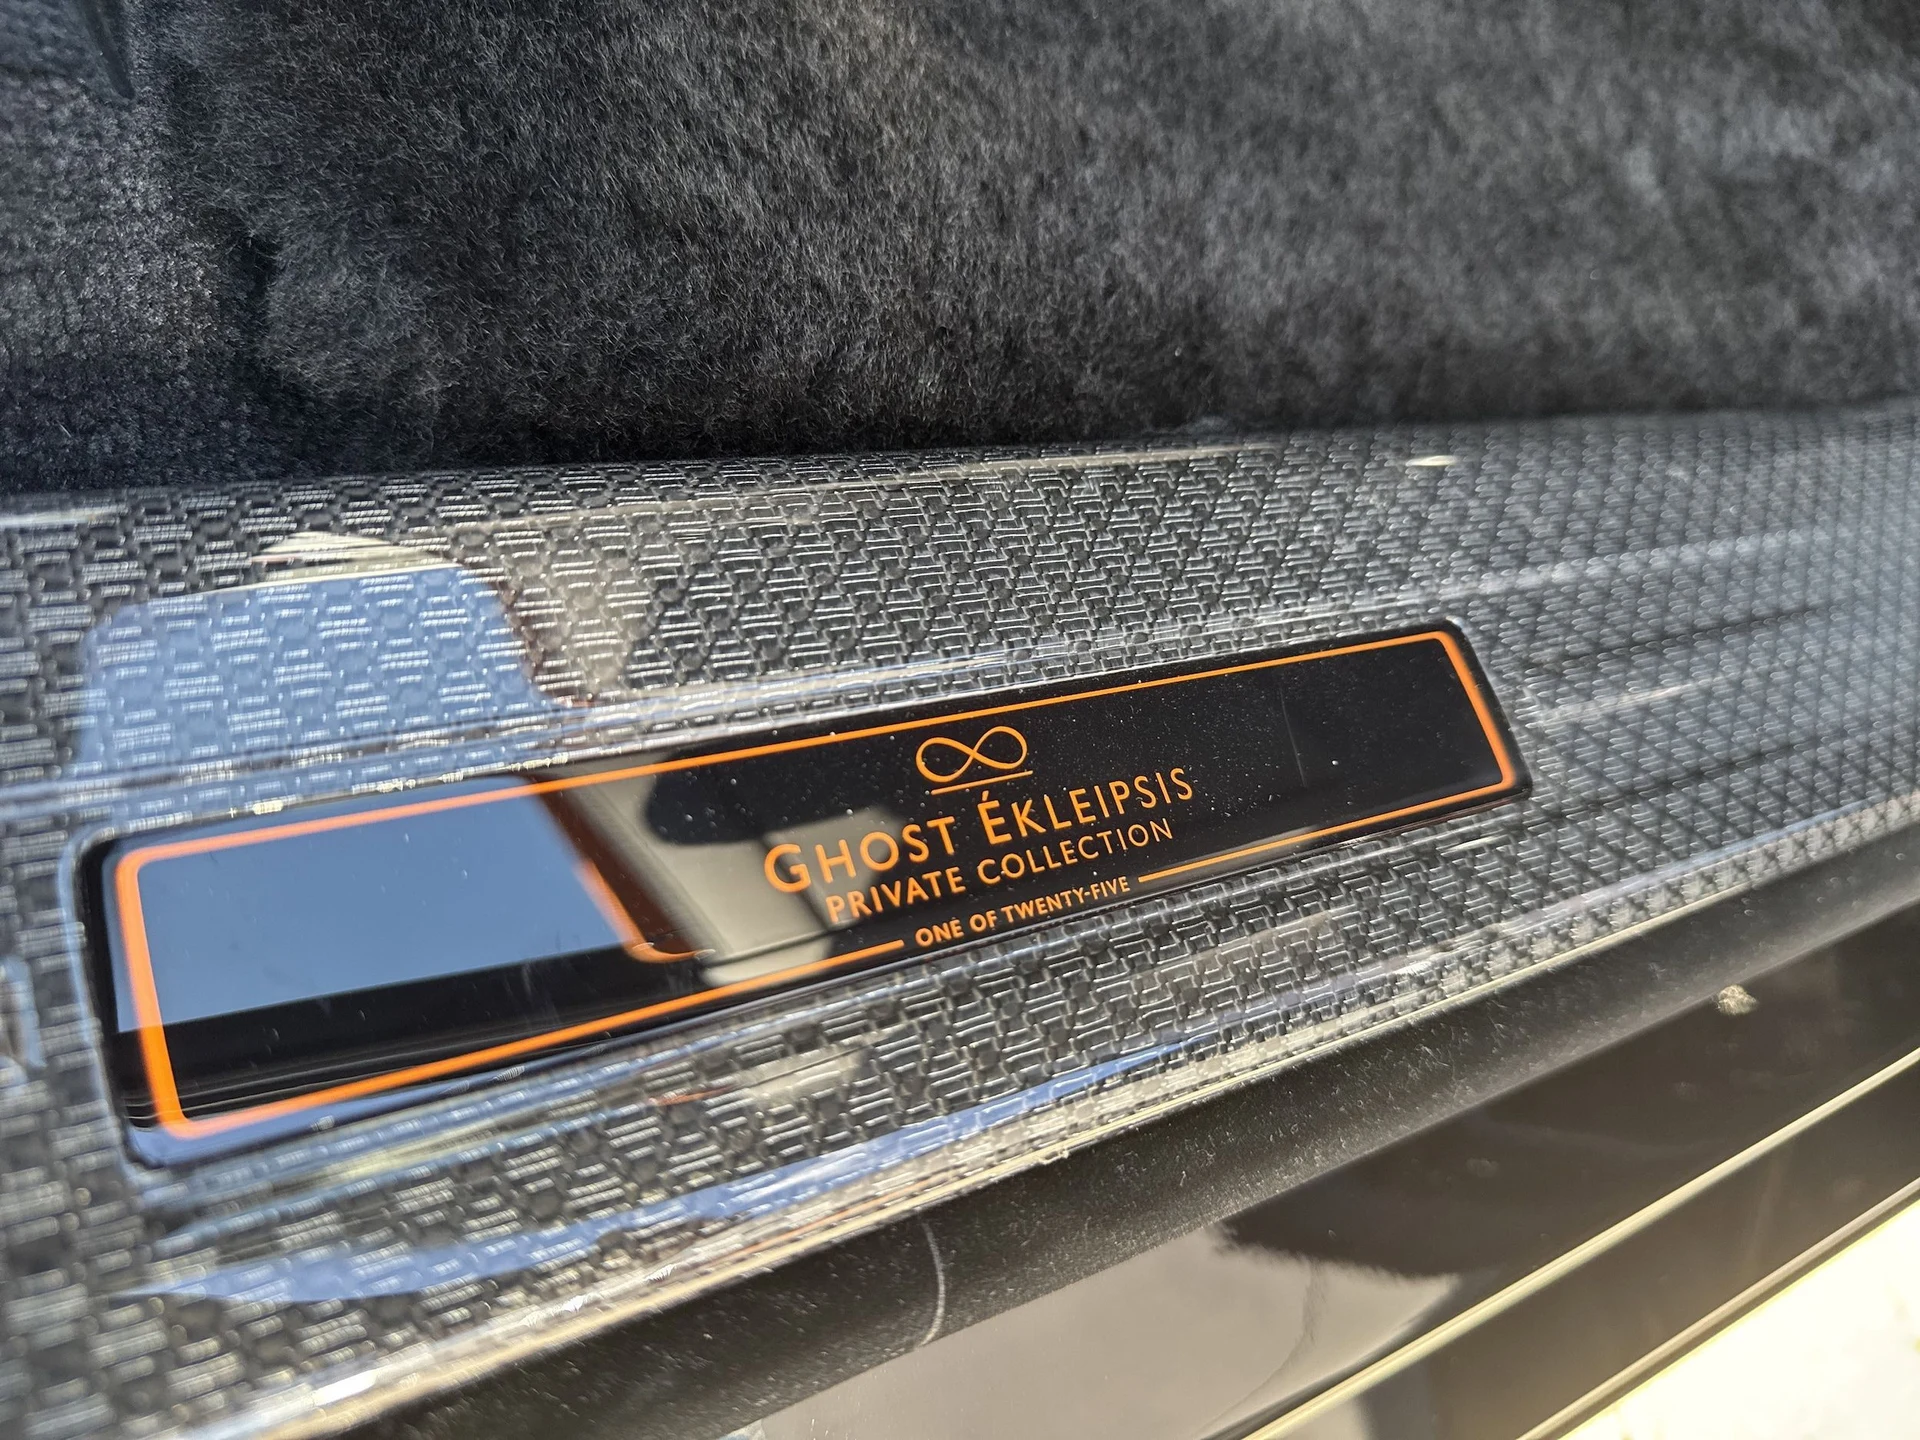 GHOST ÉKLEIPSIS
PRIVATE COLLECTION
ONE OF TWENTY-FIVE